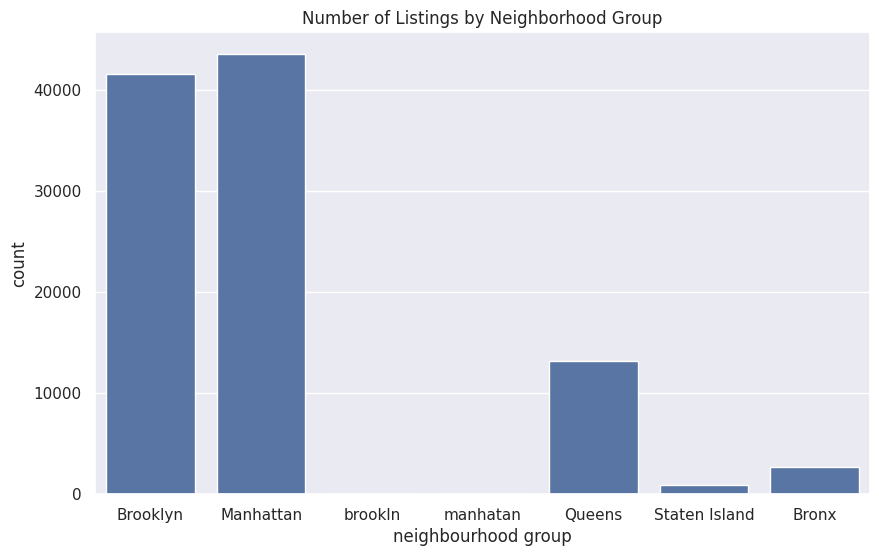 Number of Listings by Neighborhood Group
40000
30000
20000
10000
0
count
Brooklyn
Manhattan
brookln
manhatan
Queens
Staten Island
Bronx
neighbourhood group